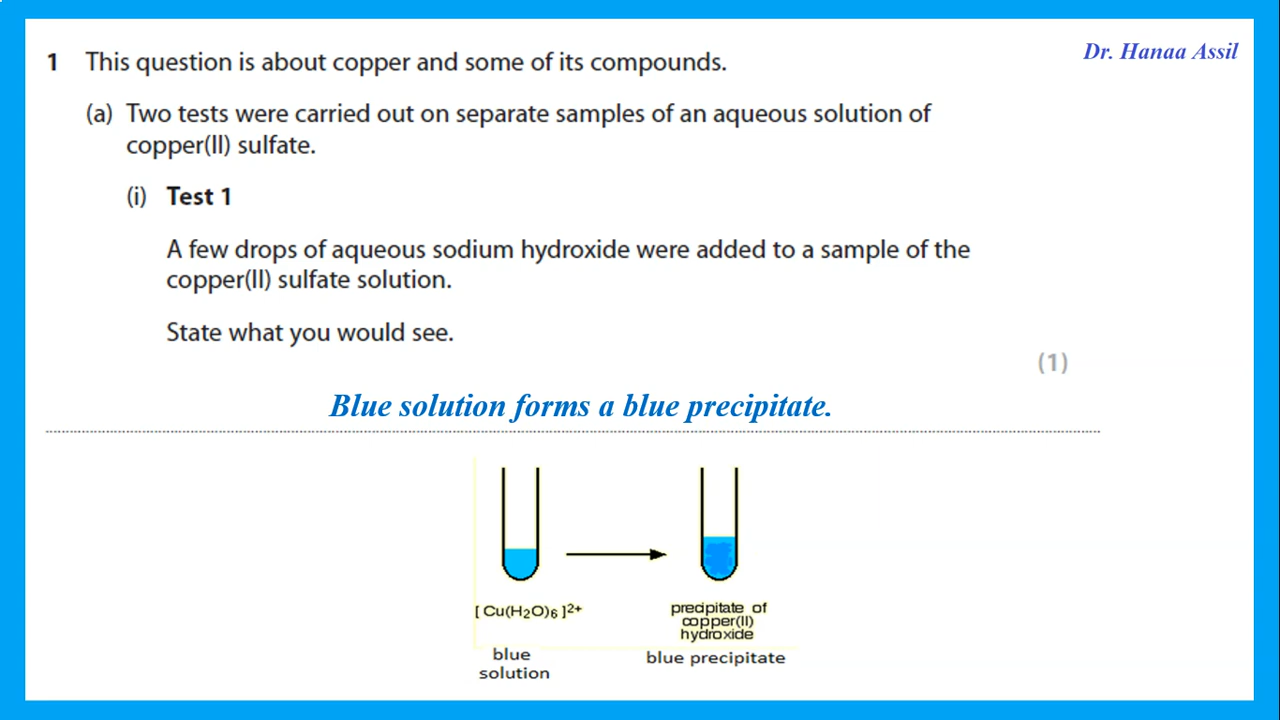 Dr. Hanaa Assil
1 This question is about copper and some of its compounds.
(a) Two tests were carried out on separate samples of an aqueous solution of
copper(II) sulfate.
(i) Test 1
A few drops of aqueous sodium hydroxide were added to a sample of the
copper(II) sulfate solution.
State what you would see.
(1)
Blue solution forms a blue precipitate.
[ Cu(H₂O)₆ ]²⁺
blue
solution
precipitate of
copper(II)
hydroxide
blue precipitate